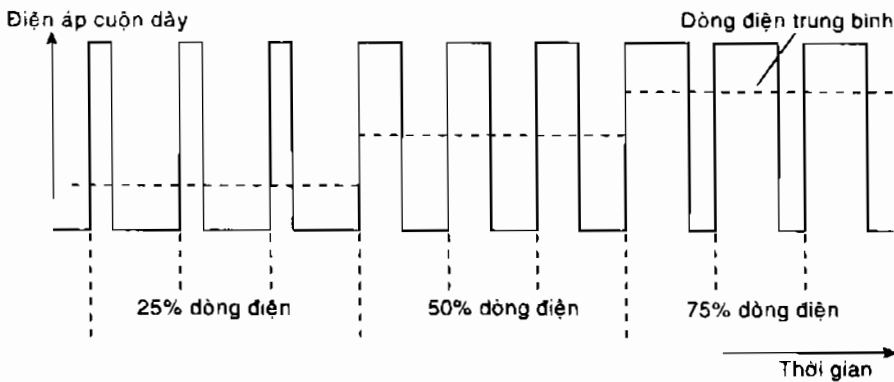 Điện áp cuộn dây
Dòng điện trung bình
25% dòng điện
50% dòng điện
75% dòng điện
Thời gian